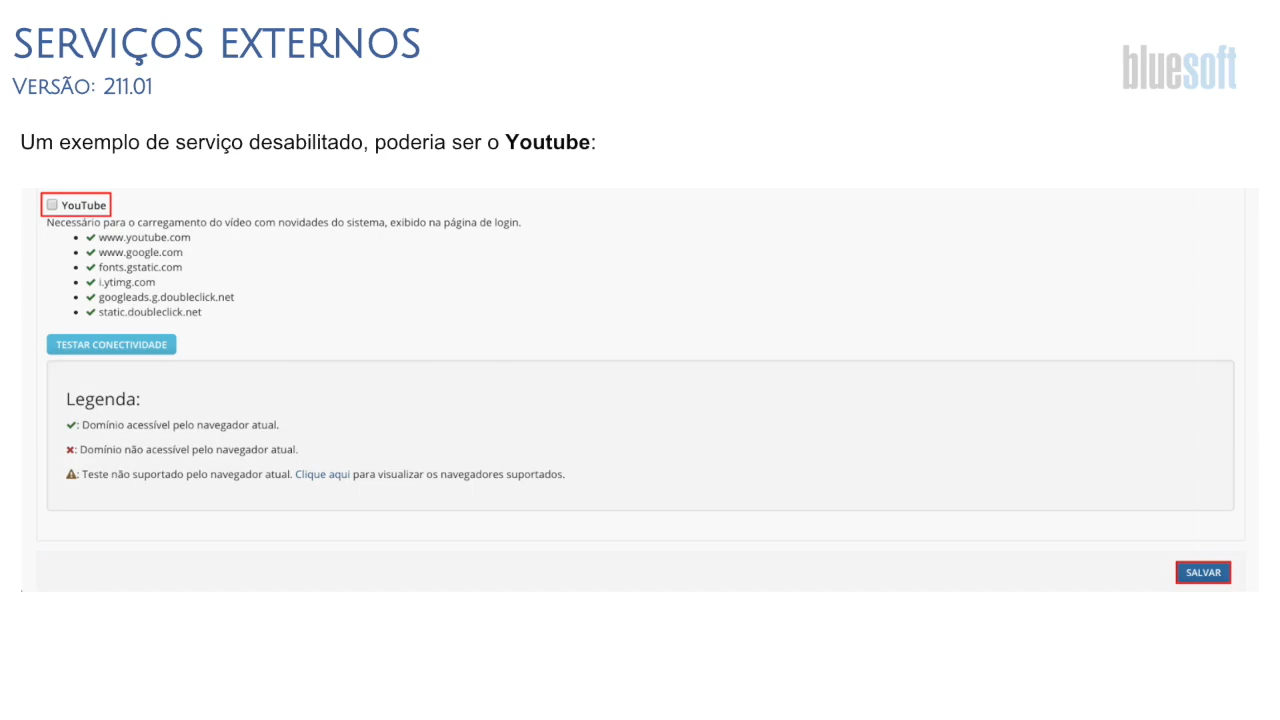 SERVIÇOS EXTERNOS
VERSÃO: 211.01
bluesoft
Um exemplo de serviço desabilitado, poderia ser o Youtube:
YouTube
Necessário para o carregamento do vídeo com novidades do sistema, exibido na página de login.
www.youtube.com
www.google.com
fonts.gstatic.com
i.ytimg.com
googleads.g.doubleclick.net
static.doubleclick.net
TESTAR CONECTIVIDADE
Legenda:
✔: Domínio acessível pelo navegador atual.
✖: Domínio não acessível pelo navegador atual.
⚠: Teste não suportado pelo navegador atual. Clique aqui para visualizar os navegadores suportados.
SALVAR